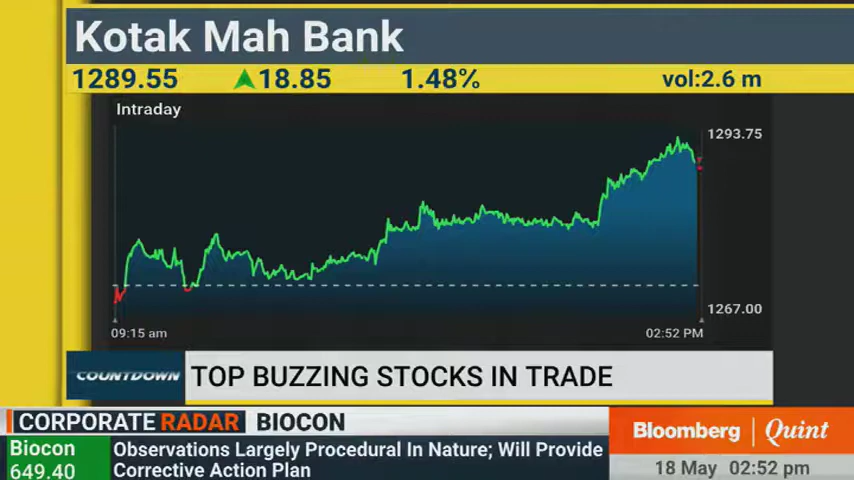 Kotak Mah Bank
1289.55 18.85 1.48% vol:2.6 m
Intraday
1293.75
1267.00
09:15 am 02:52 PM
COUNTDOWN TOP BUZZING STOCKS IN TRADE
CORPORATE RADAR BIOCON
Biocon
649.40
Observations Largely Procedural In Nature; Will Provide
Corrective Action Plan
Bloomberg | Quint
18 May 02:52 pm